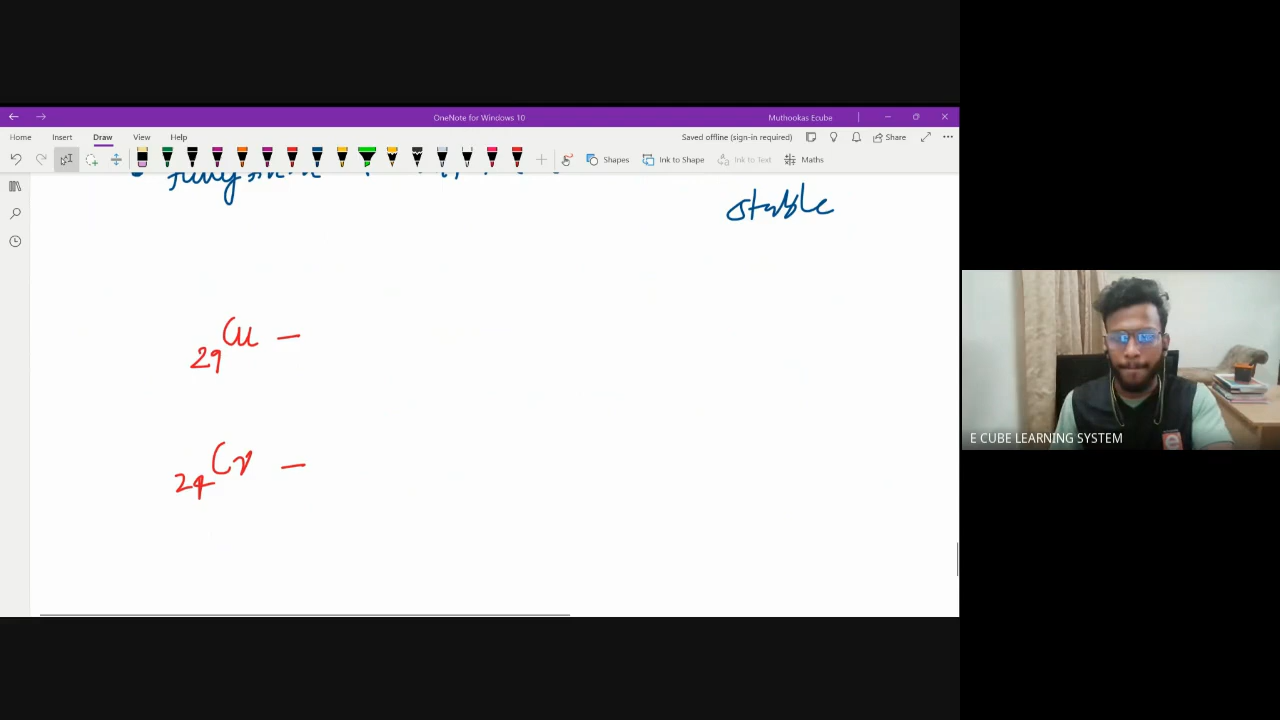 OneNote for Windows 10
Muthookas Ecube
Home Insert Draw View Help
Saved offline (sign-in required)
Share
Shapes
Ink to Shape
Ink to Text
Maths
stable
29Cu –
24Cr –
E CUBE LEARNING SYSTEM